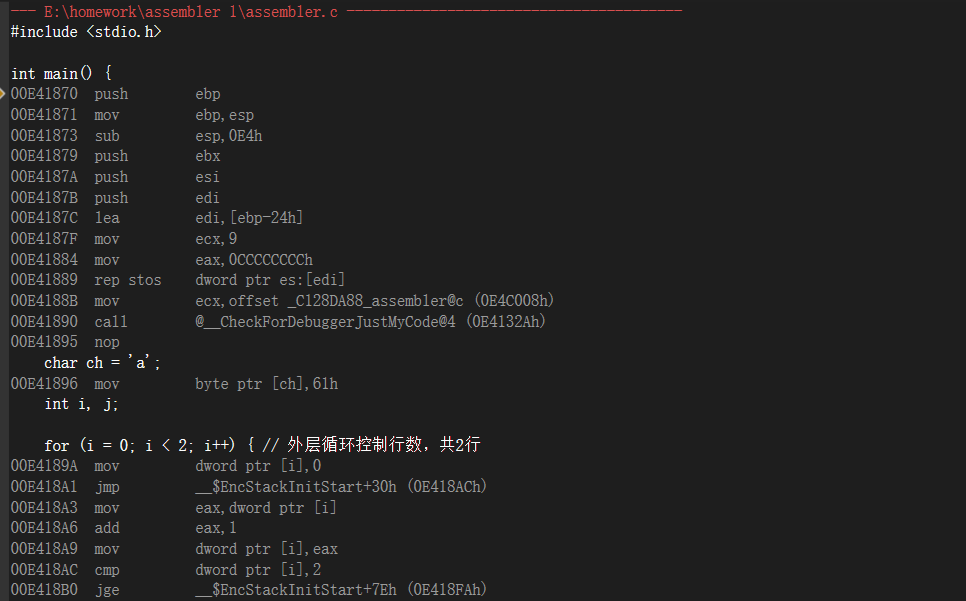 --- E:\homework\assembler 1\assembler.c ----------------------------------------
#include <stdio.h>
int main() {
00E41870  push        ebp
00E41871  mov         ebp,esp
00E41873  sub         esp,0E4h
00E41879  push        ebx
00E4187A  push        esi
00E4187B  push        edi
00E4187C  lea         edi,[ebp-24h]
00E4187F  mov         ecx,9
00E41884  mov         eax,0CCCCCCCCh
00E41889  rep stos    dword ptr es:[edi]
00E4188B  mov         ecx,offset _C128DA88_assembler@c (0E4C008h)
00E41890  call        @__CheckForDebuggerJustMyCode@4 (0E4132Ah)
00E41895  nop
    char ch = 'a';
00E41896  mov         byte ptr [ch],61h
    int i, j;
    for (i = 0; i < 2; i++) { // 外层循环控制行数，共2行
00E4189A  mov         dword ptr [i],0
00E418A1  jmp         __$EncStackInitStart+30h (0E418ACh)
00E418A3  mov         eax,dword ptr [i]
00E418A6  add         eax,1
00E418A9  mov         dword ptr [i],eax
00E418AC  cmp         dword ptr [i],2
00E418B0  jge         __$EncStackInitStart+7Eh (0E418FAh)